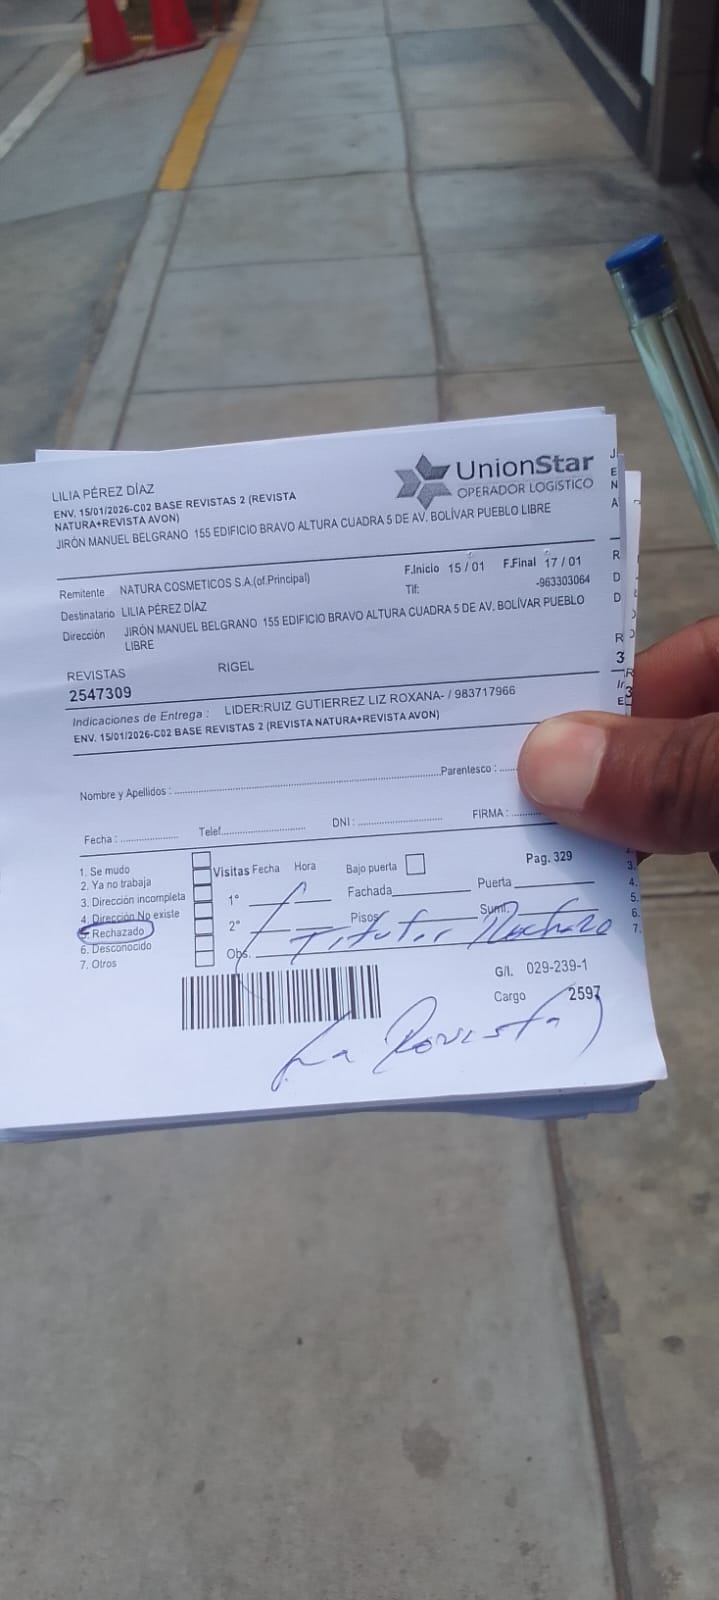 LILIA PÉREZ DÍAZ
ENV. 15/01/2026-C02 BASE REVISTAS 2 (REVISTA
NATURA+REVISTA AVON)
JIRÓN MANUEL BELGRANO 155 EDIFICIO BRAVO ALTURA CUADRA 5 DE AV. BOLÍVAR PUEBLO LIBRE
UnionStar
OPERADOR LOGÍSTICO
Remitente NATURA COSMETICOS S.A.(of.Principal)
F.Inicio 15 / 01 F.Final 17 / 01
Destinatario LILIA PÉREZ DÍAZ
Tlf: -963303064
Dirección JIRÓN MANUEL BELGRANO 155 EDIFICIO BRAVO ALTURA CUADRA 5 DE AV. BOLÍVAR PUEBLO
LIBRE
REVISTAS RIGEL
2547309
Indicaciones de Entrega : LIDER:RUIZ GUTIERREZ LIZ ROXANA- / 983717966
ENV. 15/01/2026-C02 BASE REVISTAS 2 (REVISTA NATURA+REVISTA AVON)
Nombre y Apellidos : Parentesco :
Fecha : Telef. DNI : FIRMA :
1. Se mudo
2. Ya no trabaja
3. Dirección incompleta
4. Dirección No existe
5. Rechazado
6. Desconocido
7. Otros
Visitas Fecha Hora Bajo puerta Pag. 329
1° Fachada Puerta
2° Pisos Sumi.
Obs. Titular Rechazo
G/I. 029-239-1
Cargo 2597
La Revista